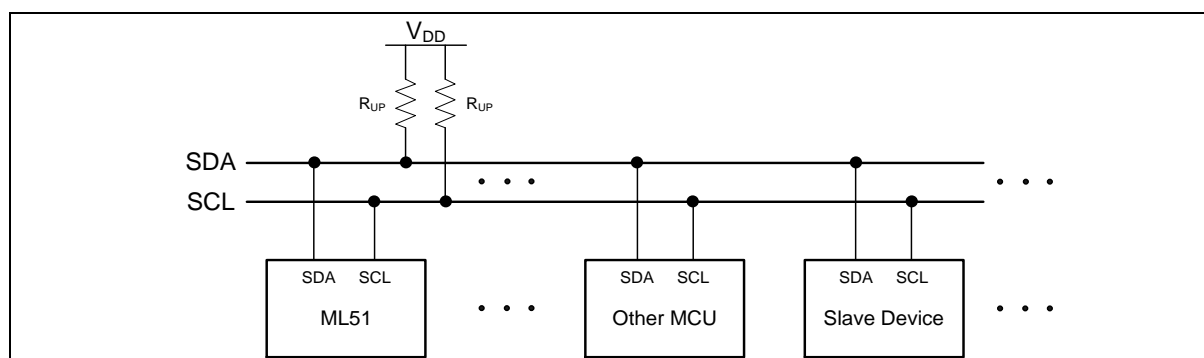 VDD
RUP RUP
SDA
SCL
SDA SCL SDA SCL SDA SCL
ML51 Other MCU Slave Device